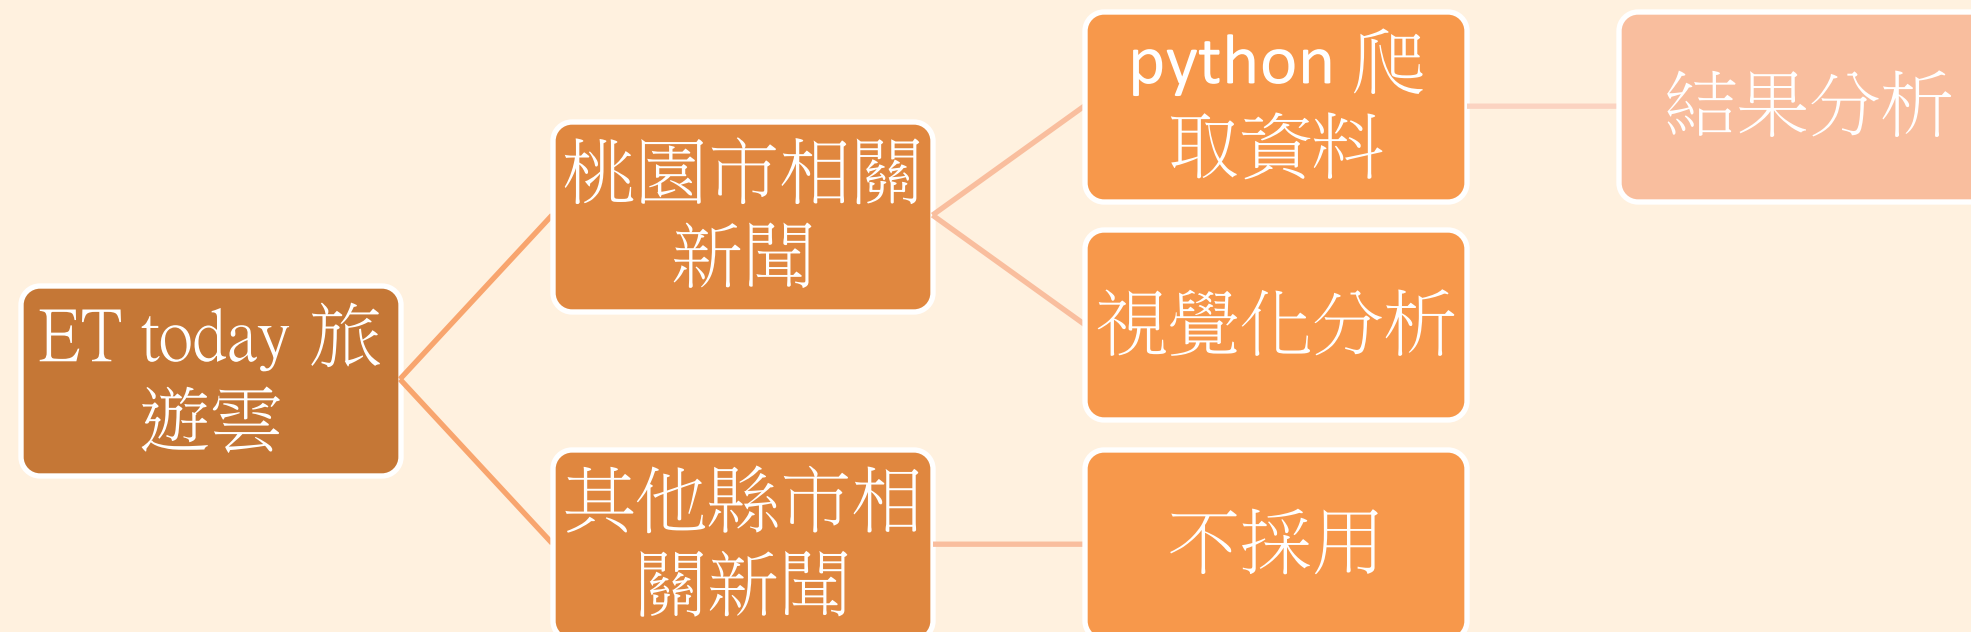 ET today 旅
遊雲
桃園市相關
新聞
python 爬
取資料
結果分析
視覺化分析
其他縣市相
關新聞
不採用